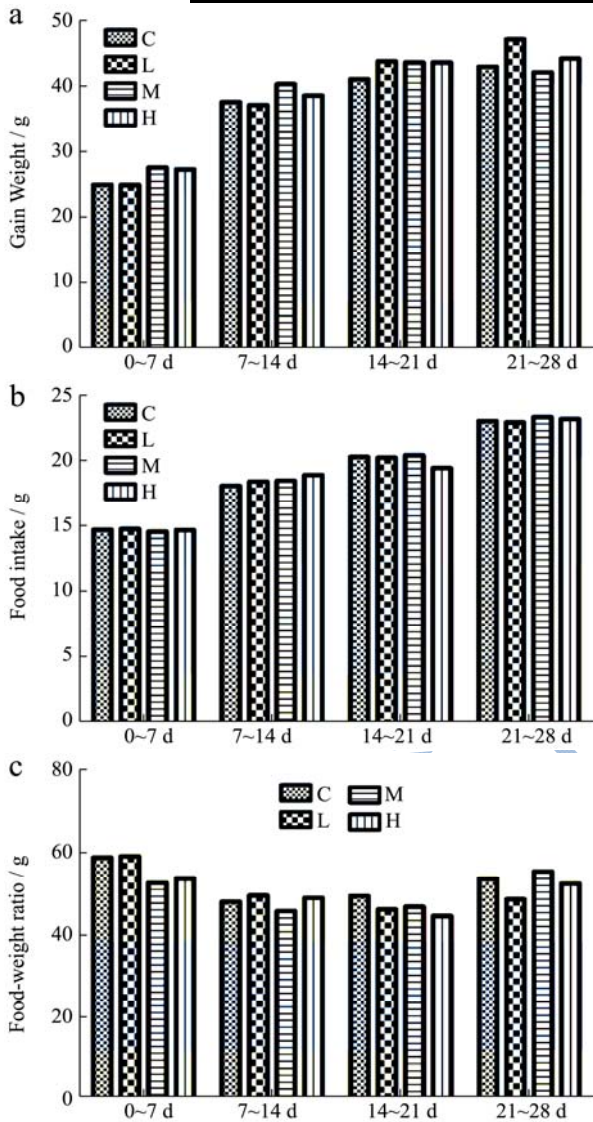 a
Gain Weight / g
50
40
30
20
10
0
C
L
M
H
0~7 d 7~14 d 14~21 d 21~28 d
b
Food intake / g
25
20
15
10
5
0
C
L
M
H
0~7 d 7~14 d 14~21 d 21~28 d
c
Food-weight ratio / g
80
60
40
20
0
C M
L H
0~7 d 7~14 d 14~21 d 21~28 d